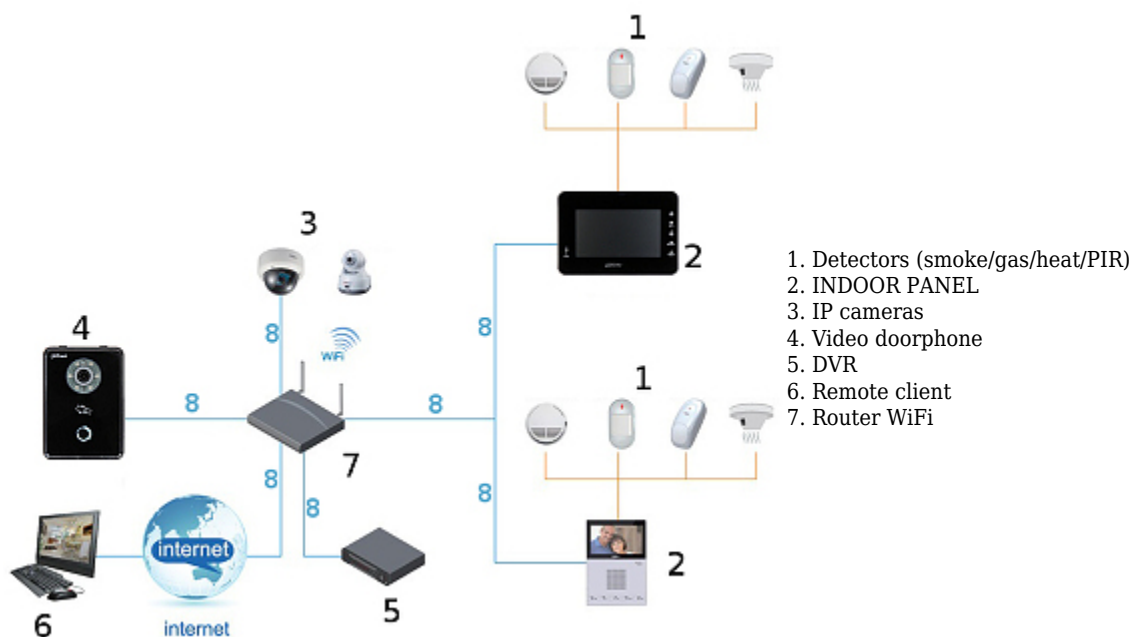 1
2
3
4
8
8
8
8
WiFi
1
7
8
8
8
internet
internet
6
5
2
1. Detectors (smoke/gas/heat/PIR)
2. INDOOR PANEL
3. IP cameras
4. Video doorphone
5. DVR
6. Remote client
7. Router WiFi